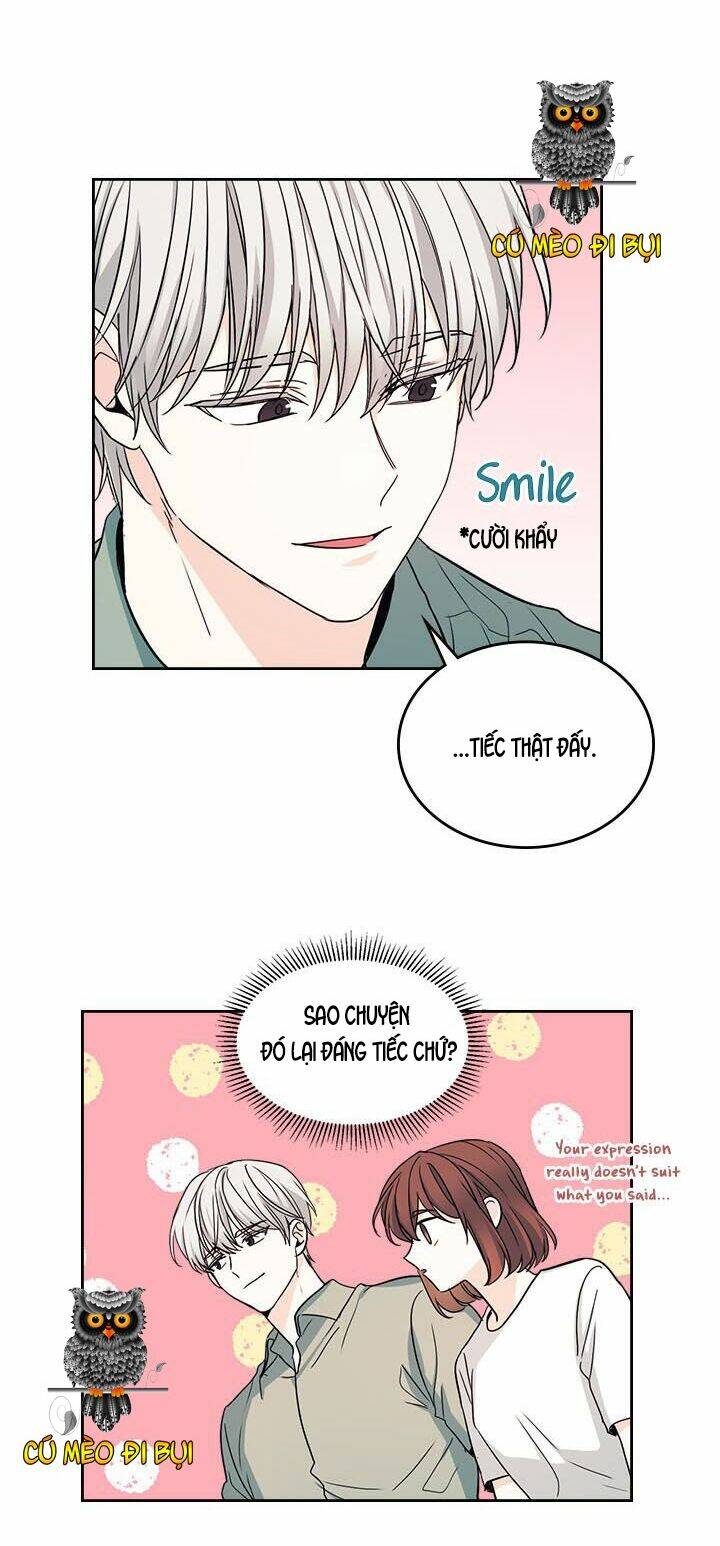 CÚ MÈO ĐI BỤI
Smile
*CƯỜI KHẨY
...TIẾC THẬT ĐẤY.
SAO CHUYỆN
ĐÓ LẠI ĐÁNG TIẾC CHỨ?
Your expression
really doesn't suit
what you said...
CÚ MÈO ĐI BỤI